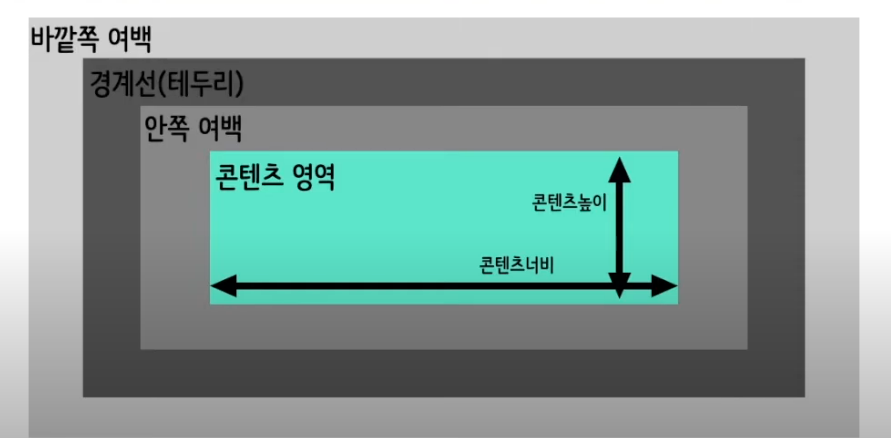 바깥쪽 여백
경계선(테두리)
안쪽 여백
콘텐츠 영역
콘텐츠높이
콘텐츠너비